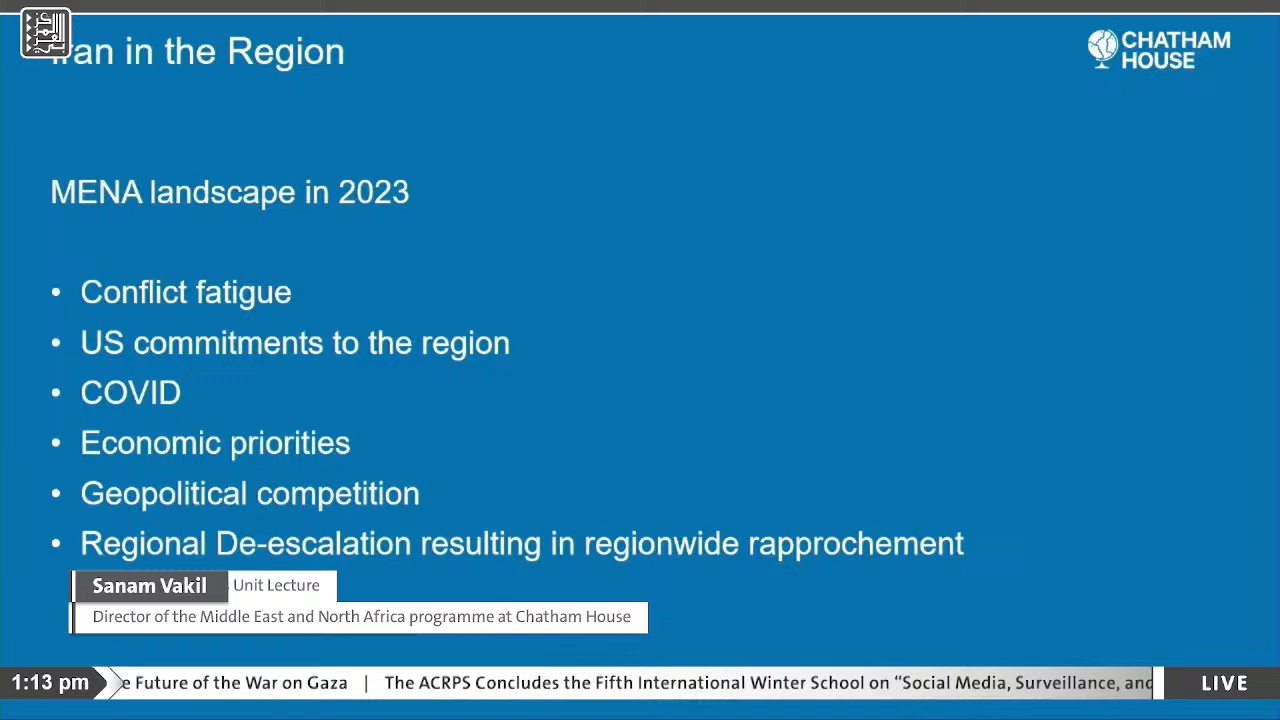 Iran in the Region
CHATHAM
HOUSE
MENA landscape in 2023
• Conflict fatigue
• US commitments to the region
• COVID
• Economic priorities
• Geopolitical competition
• Regional De-escalation resulting in regionwide rapprochement
Sanam Vakil Unit Lecture
Director of the Middle East and North Africa programme at Chatham House
1:13 pm e Future of the War on Gaza | The ACRPS Concludes the Fifth International Winter School on “Social Media, Surveillance, and LIVE